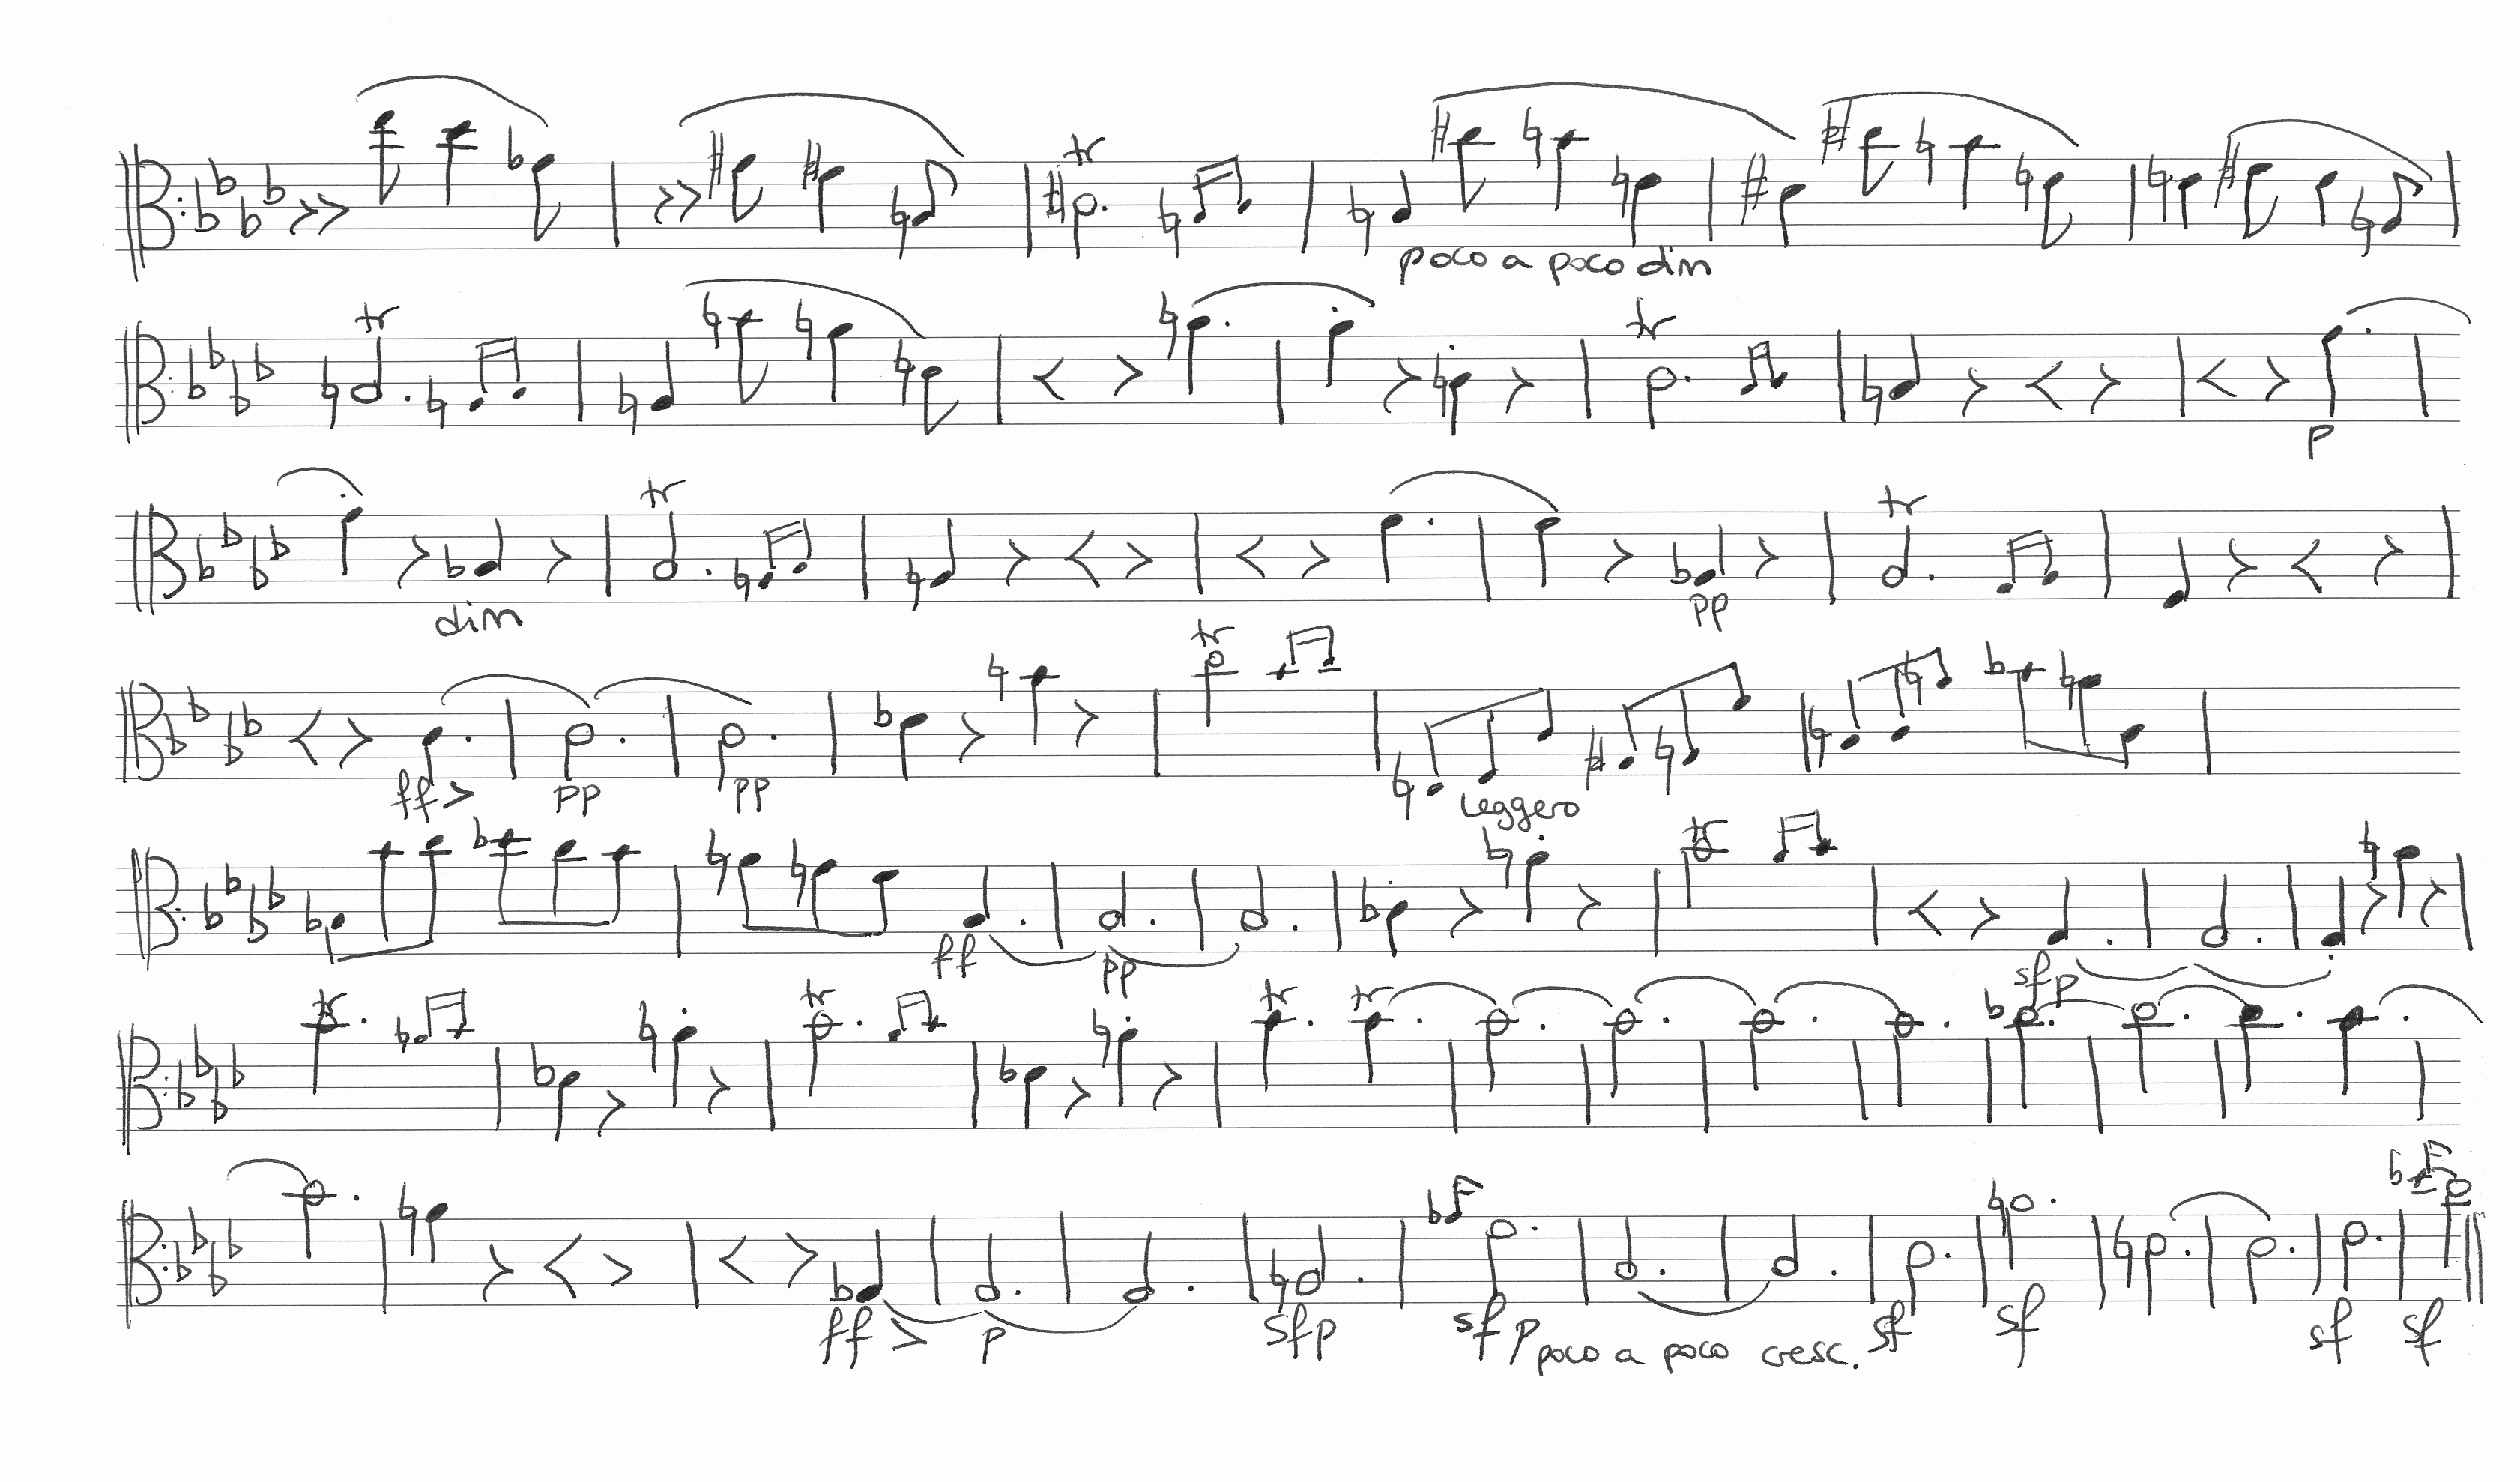 tr
poco a poco dim
tr tr
p
tr tr
dim pp
tr
ff pp pp leggero
tr
ff pp sfp
tr tr tr tr
ff p sfp sf p sf sf sf sf
poco a poco cresc.